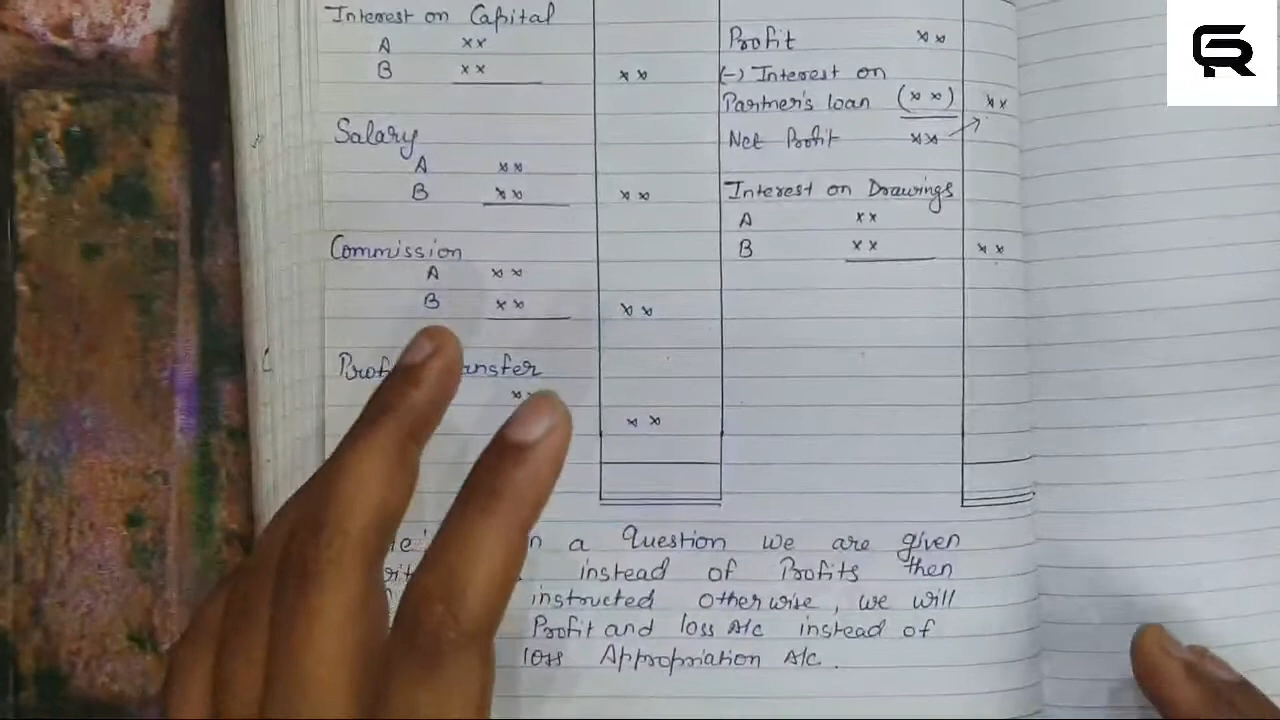 Interest on Capital
A xx
B xx xx
Salary
A xx
B xx xx
Commission
A xx
B xx xx
xx
xx
Profit xx
(-) Interest on
Partner's loan (xx) xx
Net Profit xx
Interest on Drawings
A xx
B xx xx
a Question we are given
instead of Profits then
instructed otherwise, we will
Profit and loss A/c instead of
loss Appropriation A/c.
GR